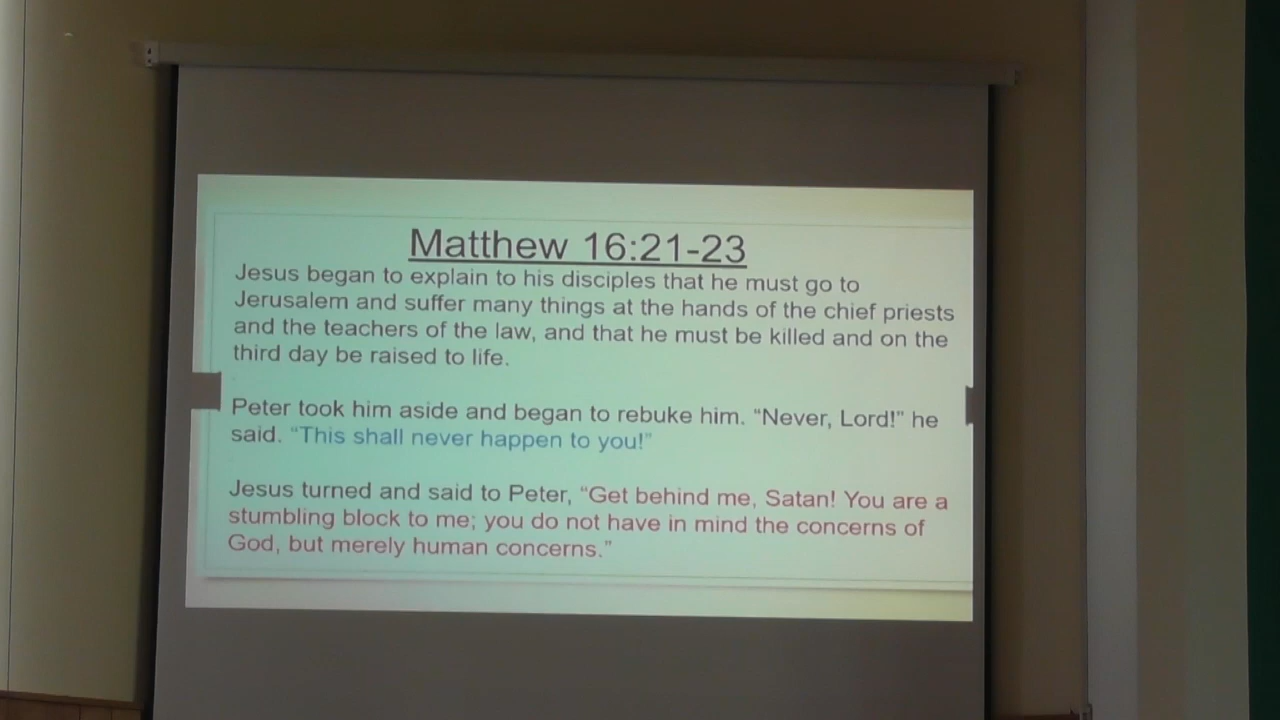 Matthew 16:21-23
Jesus began to explain to his disciples that he must go to
Jerusalem and suffer many things at the hands of the chief priests
and the teachers of the law, and that he must be killed and on the
third day be raised to life.
Peter took him aside and began to rebuke him. “Never, Lord!” he
said. “This shall never happen to you!”
Jesus turned and said to Peter, “Get behind me, Satan! You are a
stumbling block to me; you do not have in mind the concerns of
God, but merely human concerns.”